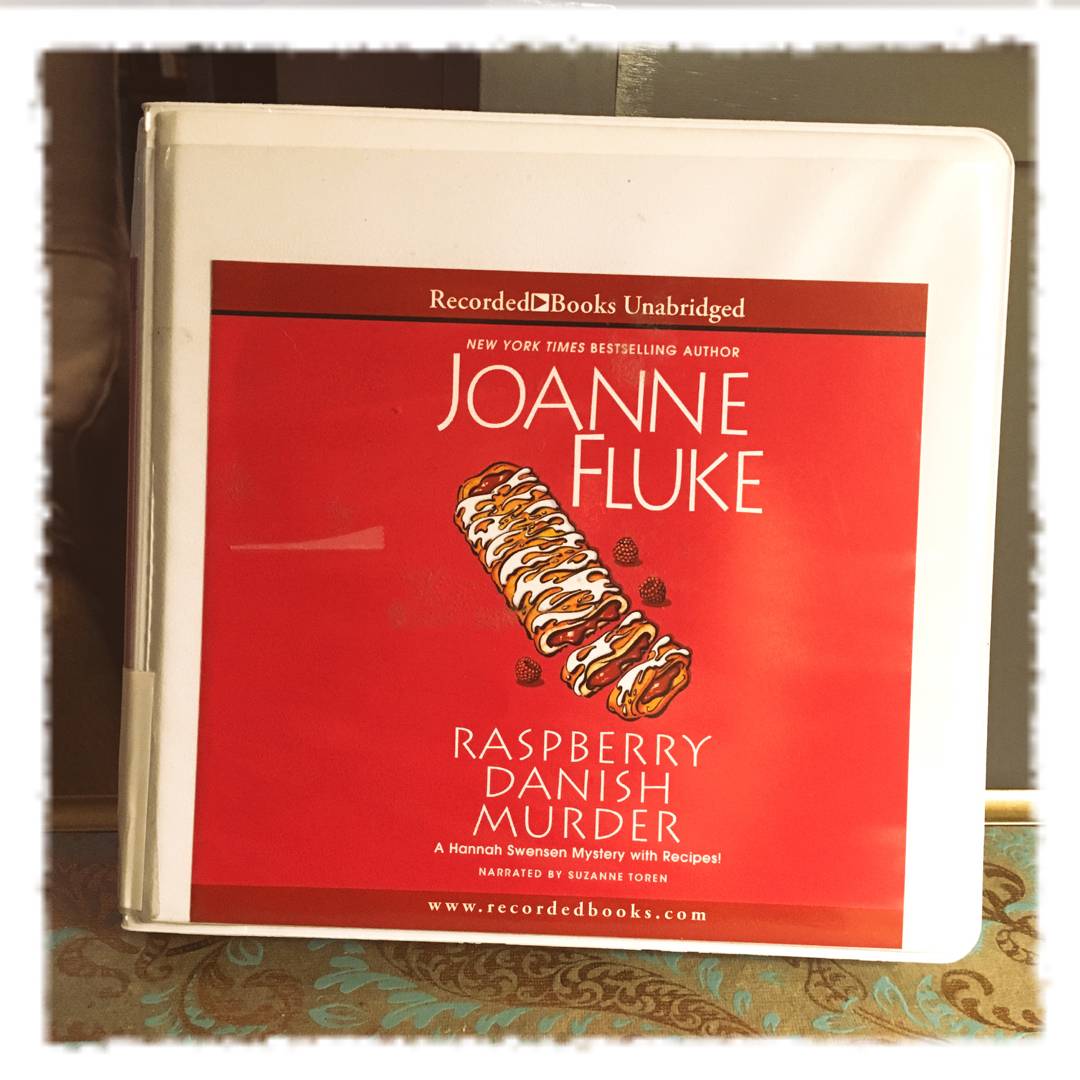 Recorded Books Unabridged
NEW YORK TIMES BESTSELLING AUTHOR
JOANNE
FLUKE
RASPBERRY
DANISH
MURDER
A Hannah Swensen Mystery with Recipes!
NARRATED BY SUZANNE TOREN
www.recordedbooks.com